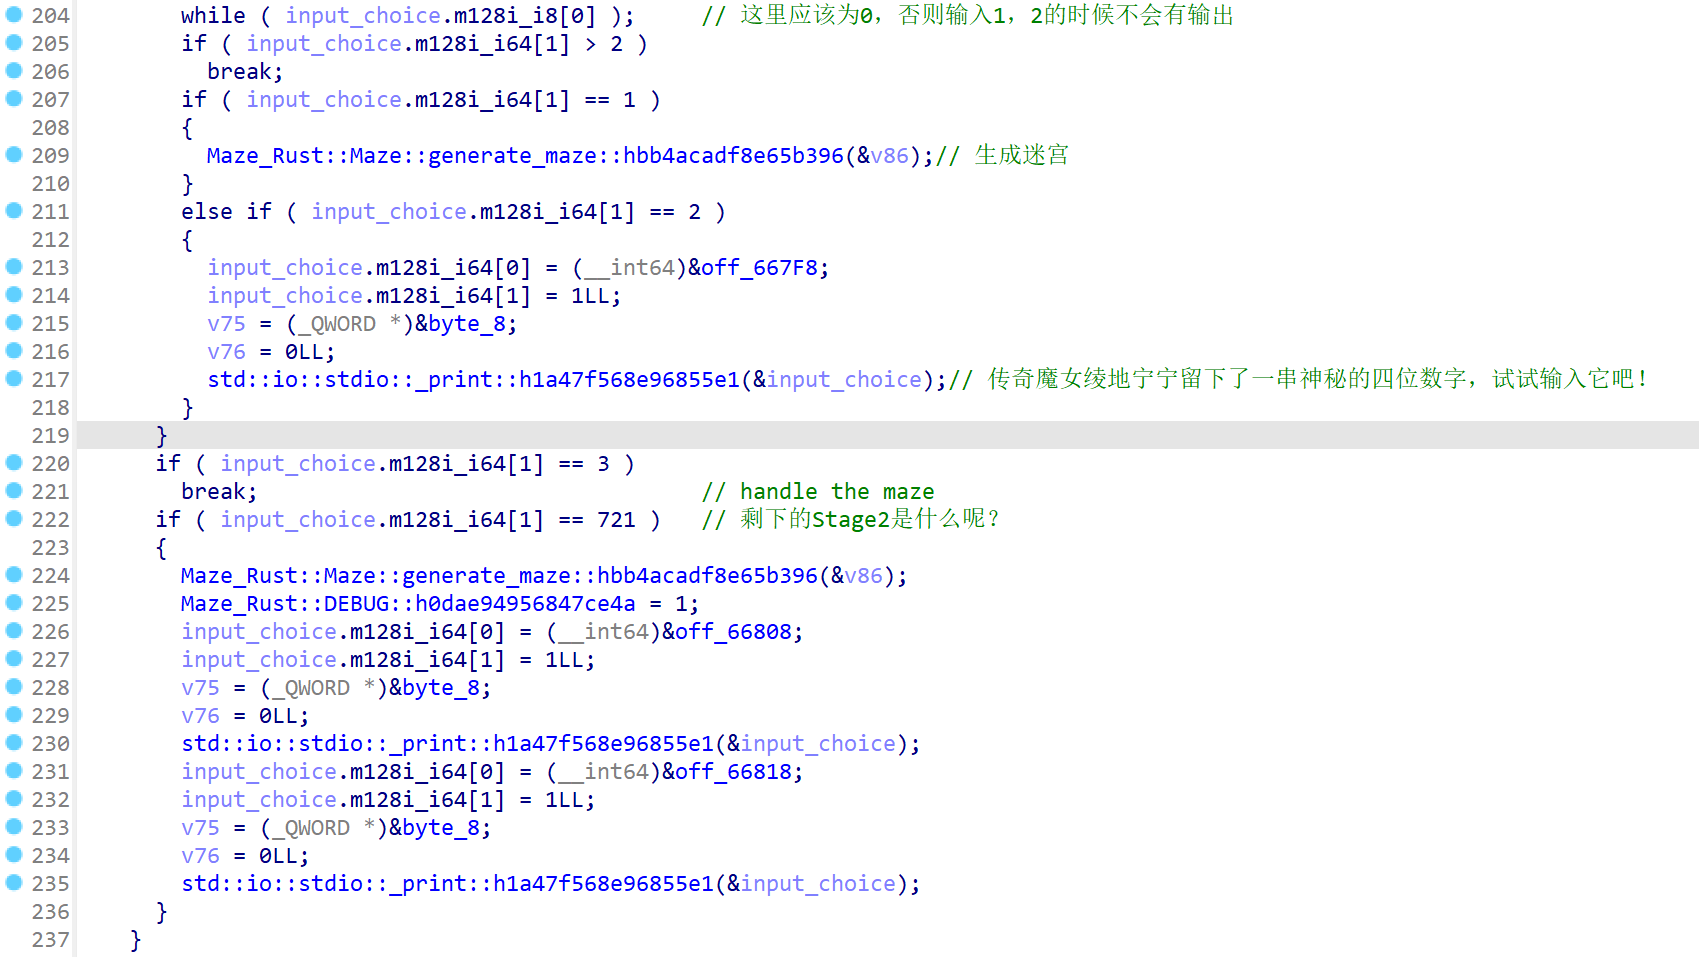 204 while ( input_choice.m128i_i8[0] ); // 这里应该为0，否则输入1，2的时候不会有输出
205 if ( input_choice.m128i_i64[1] > 2 )
206 break;
207 if ( input_choice.m128i_i64[1] == 1 )
208 {
209 Maze_Rust::Maze::generate_maze::hbb4acadf8e65b396(&v86);// 生成迷宫
210 }
211 else if ( input_choice.m128i_i64[1] == 2 )
212 {
213 input_choice.m128i_i64[0] = (__int64)&off_667F8;
214 input_choice.m128i_i64[1] = 1LL;
215 v75 = (_QWORD *)&byte_8;
216 v76 = 0LL;
217 std::io::stdio::_print::h1a47f568e96855e1(&input_choice);// 传奇魔女绫地宁宁留下了一串神秘的四位数字，试试输入它吧！
218 }
219 }
220 if ( input_choice.m128i_i64[1] == 3 )
221 break; // handle the maze
222 if ( input_choice.m128i_i64[1] == 721 ) // 剩下的Stage2是什么呢？
223 {
224 Maze_Rust::Maze::generate_maze::hbb4acadf8e65b396(&v86);
225 Maze_Rust::DEBUG::h0dae94956847ce4a = 1;
226 input_choice.m128i_i64[0] = (__int64)&off_66808;
227 input_choice.m128i_i64[1] = 1LL;
228 v75 = (_QWORD *)&byte_8;
229 v76 = 0LL;
230 std::io::stdio::_print::h1a47f568e96855e1(&input_choice);
231 input_choice.m128i_i64[0] = (__int64)&off_66818;
232 input_choice.m128i_i64[1] = 1LL;
233 v75 = (_QWORD *)&byte_8;
234 v76 = 0LL;
235 std::io::stdio::_print::h1a47f568e96855e1(&input_choice);
236 }
237 }